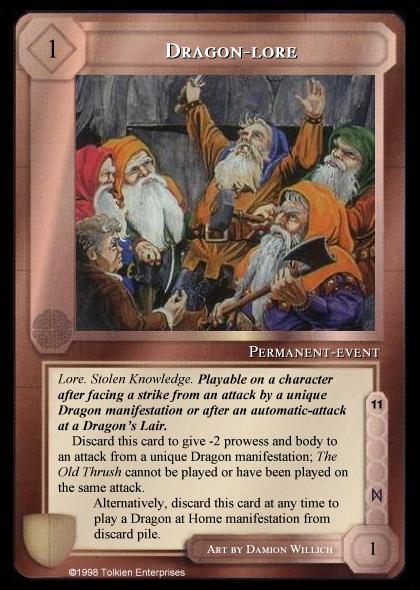 1
DRAGON-LORE
PERMANENT-EVENT
Lore. Stolen Knowledge. Playable on a character
after facing a strike from an attack by a unique
Dragon manifestation or after an automatic-attack
at a Dragon's Lair.
Discard this card to give -2 prowess and body to
an attack from a unique Dragon manifestation; The
Old Thrush cannot be played or have been played on
the same attack.
Alternatively, discard this card at any time to
play a Dragon at Home manifestation from
discard pile.
11
ART BY DAMION WILLICH
1
©1998 Tolkien Enterprises